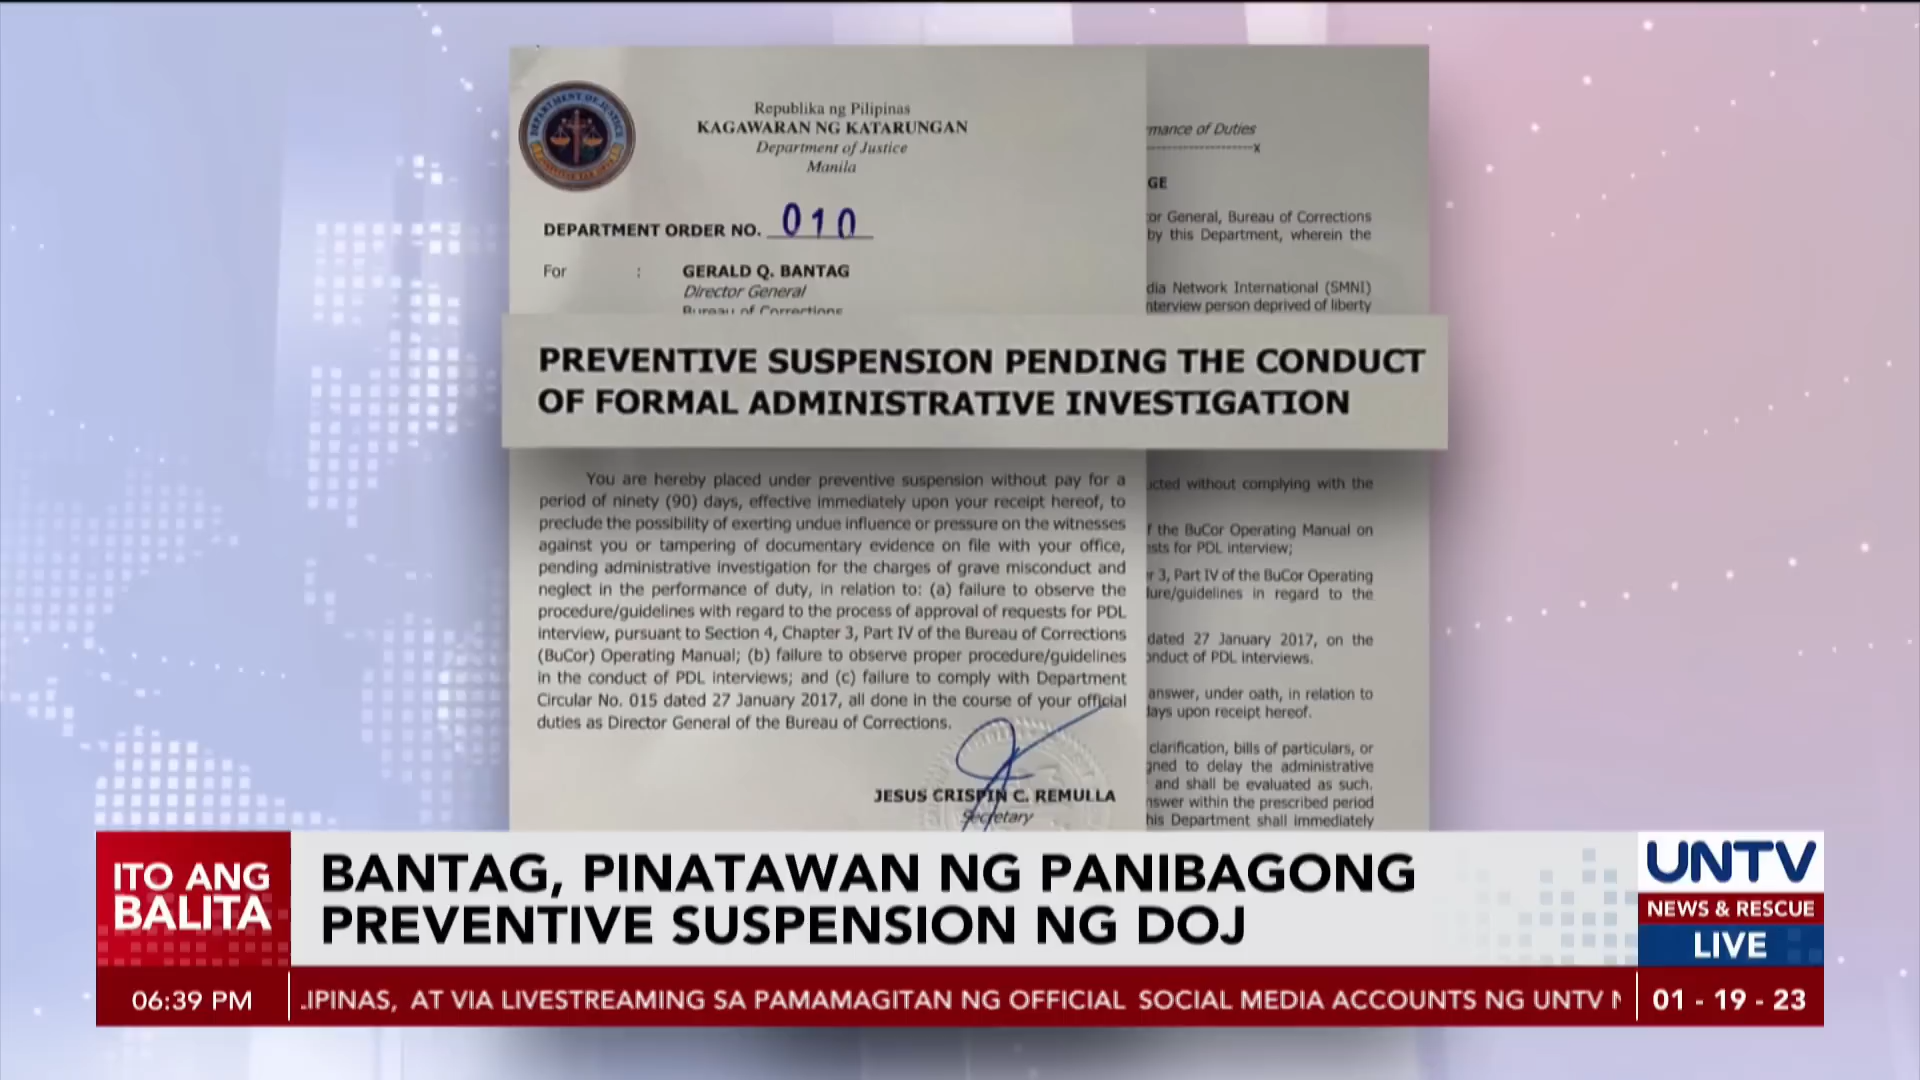 Republika ng Pilipinas
KAGAWARAN NG KATARUNGAN
Department of Justice
Manila
DEPARTMENT OF JUSTICE
DEPARTMENT ORDER NO. 010
For : GERALD Q. BANTAG
Director General
Bureau of Corrections
PREVENTIVE SUSPENSION PENDING THE CONDUCT
OF FORMAL ADMINISTRATIVE INVESTIGATION
You are hereby placed under preventive suspension without pay for a
period of ninety (90) days, effective immediately upon your receipt hereof, to
preclude the possibility of exerting undue influence or pressure on the witnesses
against you or tampering of documentary evidence on file with your office,
pending administrative investigation for the charges of grave misconduct and
neglect in the performance of duty, in relation to: (a) failure to observe the
procedure/guidelines with regard to the process of approval of requests for PDL
interview, pursuant to Section 4, Chapter 3, Part IV of the Bureau of Corrections
(BuCor) Operating Manual; (b) failure to observe proper procedure/guidelines
in the conduct of PDL interviews; and (c) failure to comply with Department
Circular No. 015 dated 27 January 2017, all done in the course of your official
duties as Director General of the Bureau of Corrections.
JESUS CRISPIN C. REMULLA
Secretary
mance of Duties
--------------------x
GE
or General, Bureau of Corrections
by this Department, wherein the
dia Network International (SMNI)
nterview person deprived of liberty
ucted without complying with the
f the BuCor Operating Manual on
sts for PDL interview;
r 3, Part IV of the BuCor Operating
lure/guidelines in regard to the
dated 27 January 2017, on the
onduct of PDL interviews.
answer, under oath, in relation to
days upon receipt hereof.
clarification, bills of particulars, or
gned to delay the administrative
and shall be evaluated as such.
nswer within the prescribed period
his Department shall immediately
ITO ANG
BALITA
BANTAG, PINATAWAN NG PANIBAGONG
PREVENTIVE SUSPENSION NG DOJ
UNTV
NEWS & RESCUE
LIVE
06:39 PM
LIPINAS, AT VIA LIVESTREAMING SA PAMAMAGITAN NG OFFICIAL SOCIAL MEDIA ACCOUNTS NG UNTV N
01 - 19 - 23